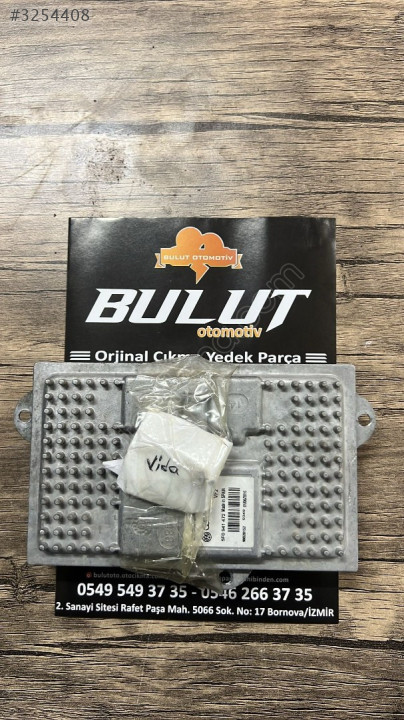 #3254408
BULUT OTOMOTİV
BULUT
otomotiv
Orjinal Çıkma Yedek Parça
Vida
0549 549 37 35 - 0546 266 37 35
2. Sanayi Sitesi Rafet Paşa Mah. 5066 Sok. No: 17 Bornova/İZMİR